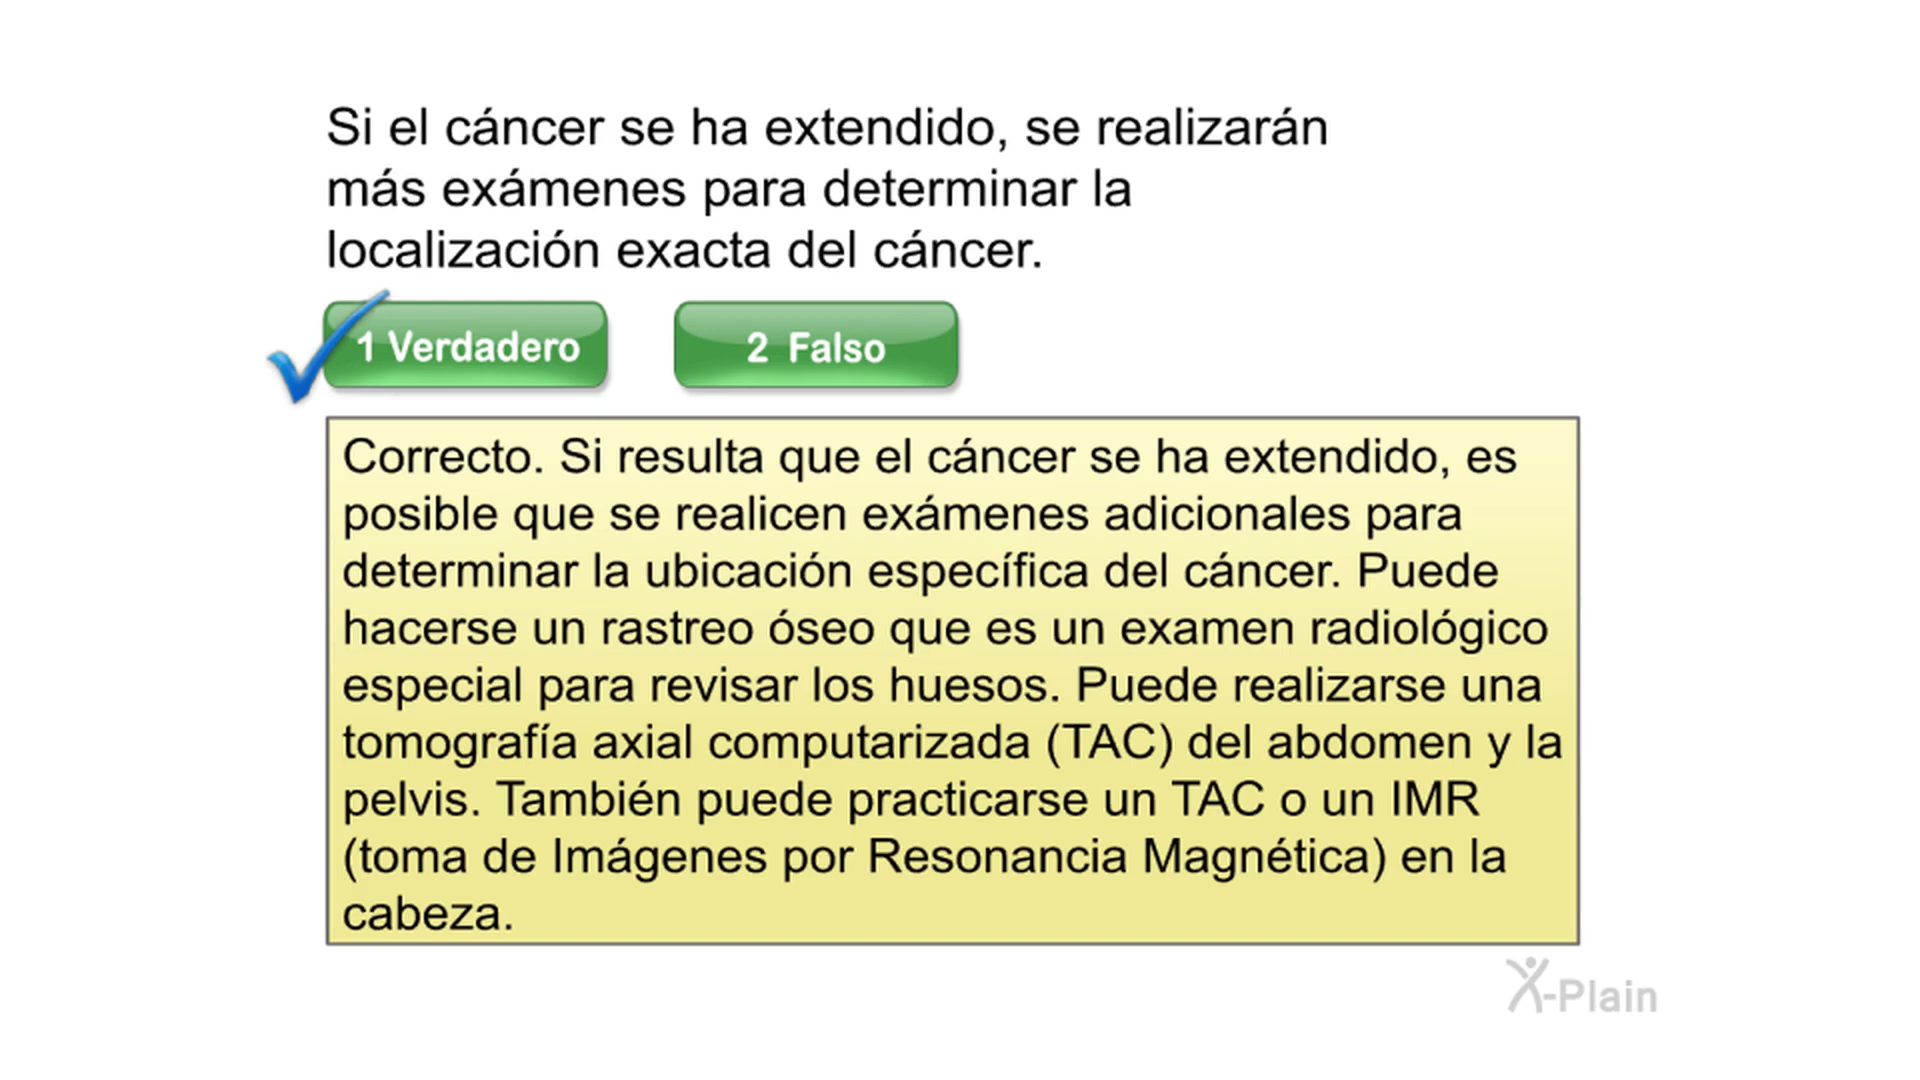 Si el cáncer se ha extendido, se realizarán
más exámenes para determinar la
localización exacta del cáncer.
1 Verdadero
2 Falso
Correcto. Si resulta que el cáncer se ha extendido, es
posible que se realicen exámenes adicionales para
determinar la ubicación específica del cáncer. Puede
hacerse un rastreo óseo que es un examen radiológico
especial para revisar los huesos. Puede realizarse una
tomografía axial computarizada (TAC) del abdomen y la
pelvis. También puede practicarse un TAC o un IMR
(toma de Imágenes por Resonancia Magnética) en la
cabeza.
X-Plain